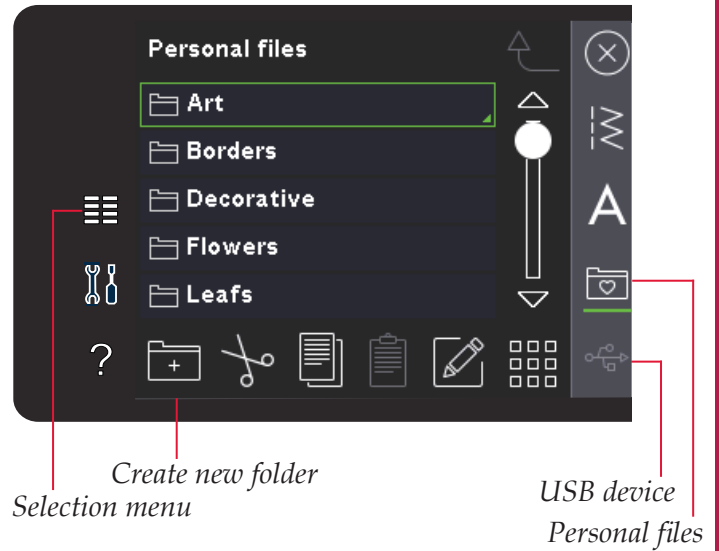 Personal files
Art
Borders
Decorative
Flowers
Leafs
A
?
Create new folder
Selection menu
USB device
Personal files